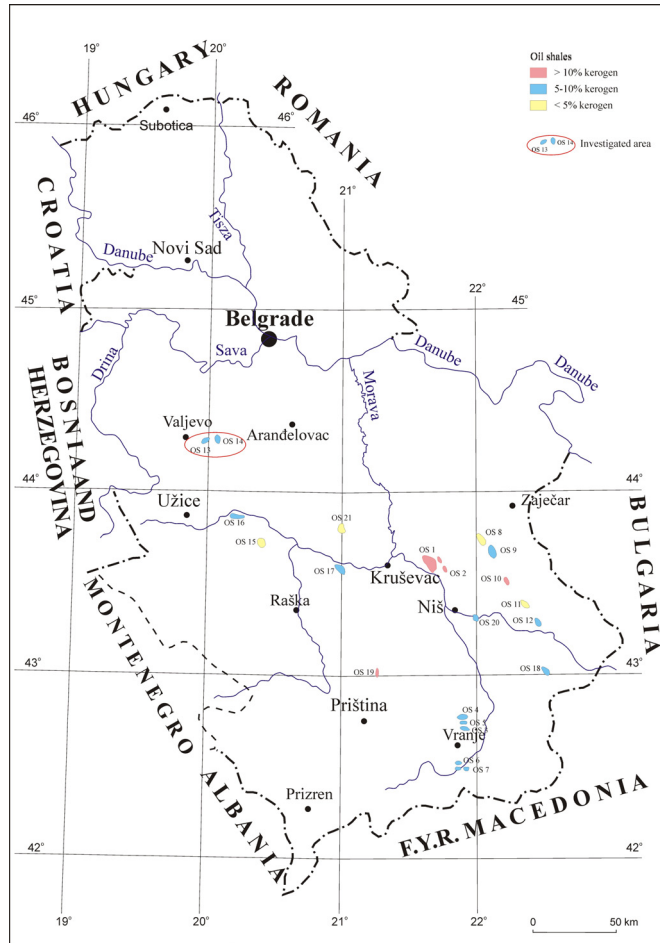 19°
20°
HUNGARY
ROMANIA
46°
46°
Subotica
Oil shales
> 10% kerogen
5-10% kerogen
< 5% kerogen
OS 13
OS 14
Investigated area
21°
CROATIA
Tisza
Novi Sad
Danube
22°
45°
45°
Belgrade
Drina
Sava
Danube
Danube
Morava
BOSNIA AND
HERZEGOVINA
Valjevo
Aranđelovac
OS 14
OS 13
44°
44°
Užice
Zaječar
BULGARIA
OS 16
OS 21
OS 15
OS 8
OS 9
OS 1
OS 2
OS 17
Kruševac
OS 10
Raška
Niš
OS 11
OS 20
OS 12
MONTENEGRO
43°
43°
OS 19
OS 18
Priština
OS 4
OS 5
Vranje
OS 6
OS 7
ALBANIA
Prizren
F.Y.R. MACEDONIA
42°
42°
19°
20°
21°
22°
0
50 km